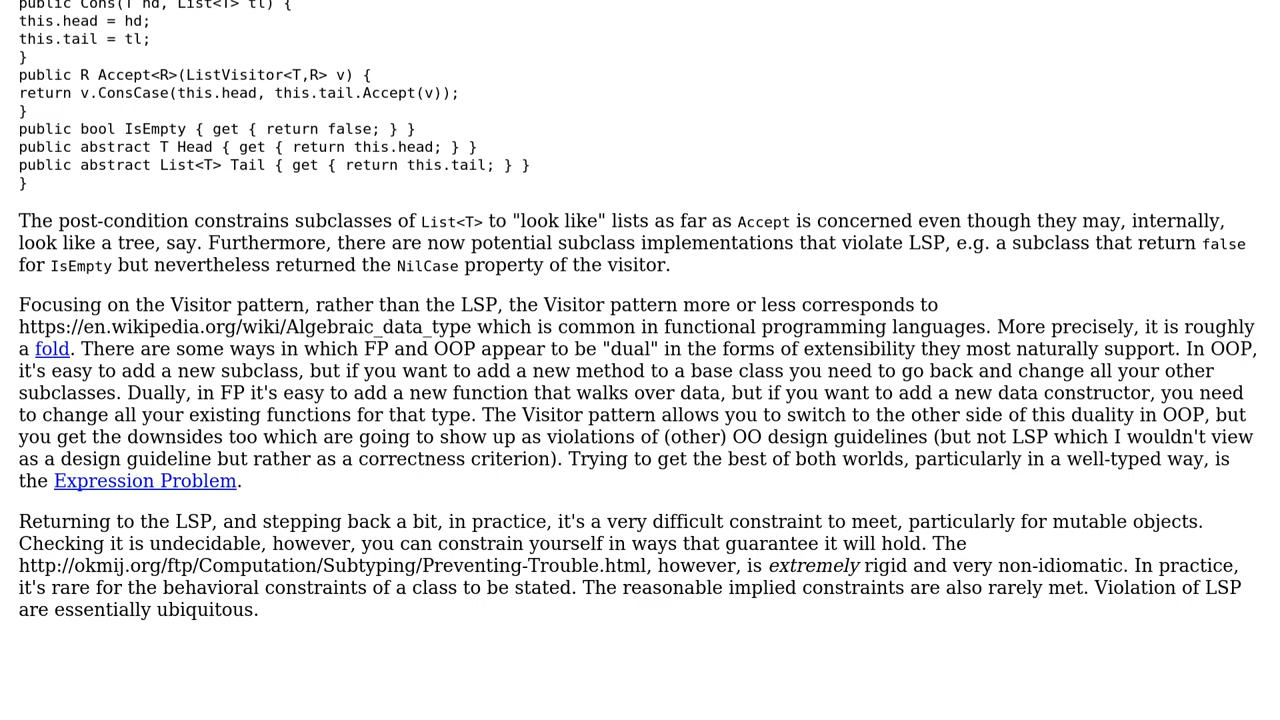 public Cons(T hd, List<T> tl) {
this.head = hd;
this.tail = tl;
}
public R Accept<R>(ListVisitor<T,R> v) {
return v.ConsCase(this.head, this.tail.Accept(v));
}
public bool IsEmpty { get { return false; } }
public abstract T Head { get { return this.head; } }
public abstract List<T> Tail { get { return this.tail; } }
}
The post-condition constrains subclasses of List<T> to "look like" lists as far as Accept is concerned even though they may, internally,
look like a tree, say. Furthermore, there are now potential subclass implementations that violate LSP, e.g. a subclass that return false
for IsEmpty but nevertheless returned the NilCase property of the visitor.
Focusing on the Visitor pattern, rather than the LSP, the Visitor pattern more or less corresponds to
https://en.wikipedia.org/wiki/Algebraic_data_type which is common in functional programming languages. More precisely, it is roughly
a fold. There are some ways in which FP and OOP appear to be "dual" in the forms of extensibility they most naturally support. In OOP,
it's easy to add a new subclass, but if you want to add a new method to a base class you need to go back and change all your other
subclasses. Dually, in FP it's easy to add a new function that walks over data, but if you want to add a new data constructor, you need
to change all your existing functions for that type. The Visitor pattern allows you to switch to the other side of this duality in OOP, but
you get the downsides too which are going to show up as violations of (other) OO design guidelines (but not LSP which I wouldn't view
as a design guideline but rather as a correctness criterion). Trying to get the best of both worlds, particularly in a well-typed way, is
the Expression Problem.
Returning to the LSP, and stepping back a bit, in practice, it's a very difficult constraint to meet, particularly for mutable objects.
Checking it is undecidable, however, you can constrain yourself in ways that guarantee it will hold. The
http://okmij.org/ftp/Computation/Subtyping/Preventing-Trouble.html, however, is extremely rigid and very non-idiomatic. In practice,
it's rare for the behavioral constraints of a class to be stated. The reasonable implied constraints are also rarely met. Violation of LSP
are essentially ubiquitous.